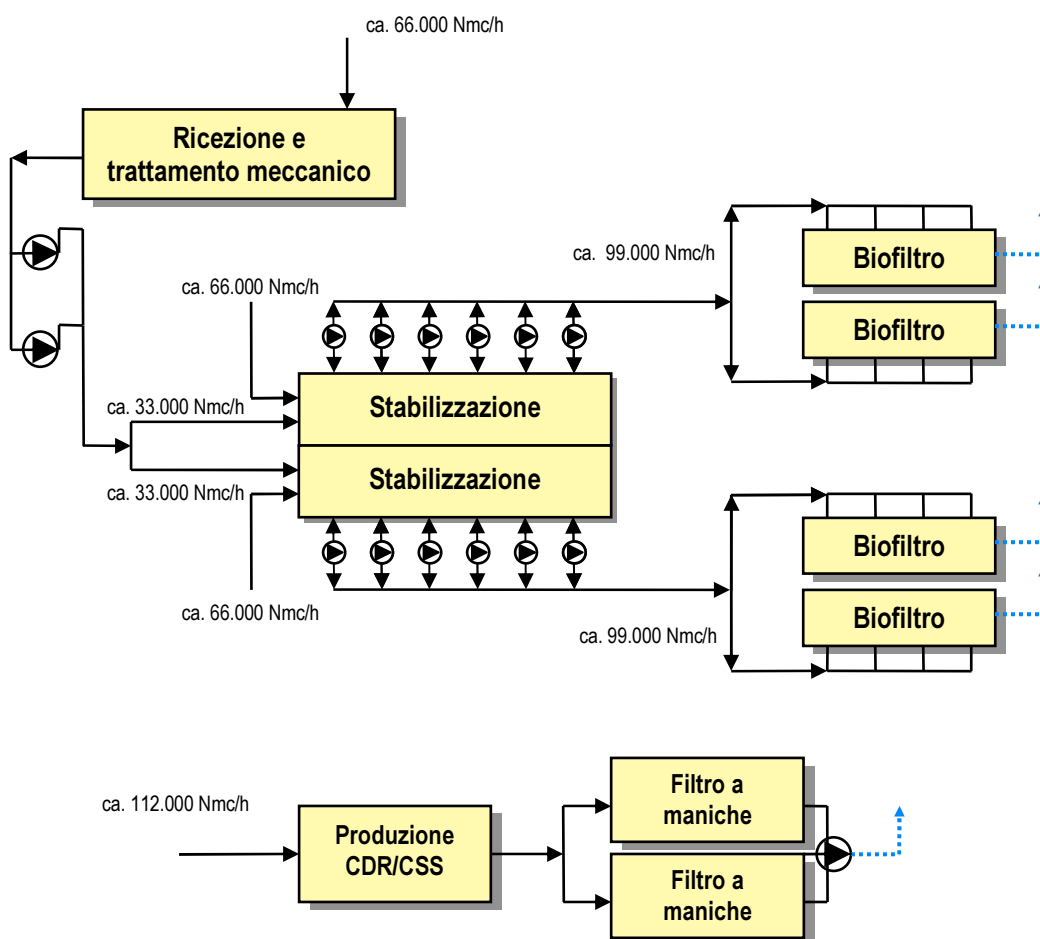 ca. 66.000 Nmc/h
Ricezione e
trattamento meccanico
ca. 99.000 Nmc/h
Biofiltro
Biofiltro
ca. 66.000 Nmc/h
Stabilizzazione
ca. 33.000 Nmc/h
Stabilizzazione
ca. 33.000 Nmc/h
ca. 66.000 Nmc/h
Biofiltro
Biofiltro
ca. 99.000 Nmc/h
ca. 112.000 Nmc/h
Produzione
CDR/CSS
Filtro a
maniche
Filtro a
maniche